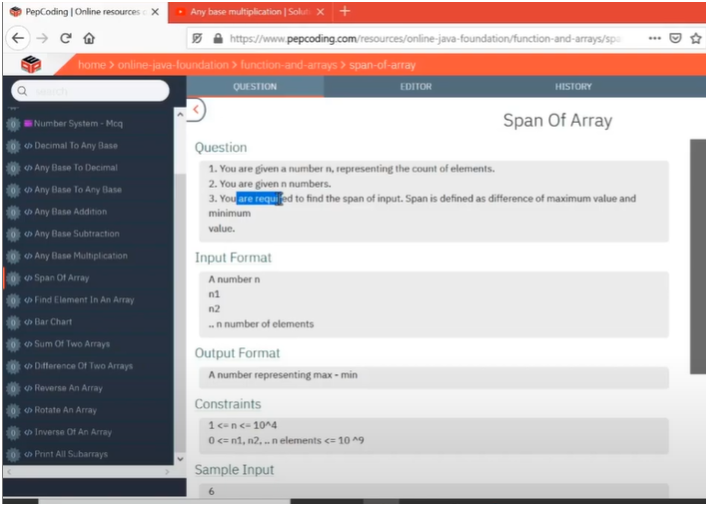 PepCoding | Online resources
Any base multiplication | Soluti
https://www.pepcoding.com/resources/online-java-foundation/function-and-arrays/spa
home > online-java-foundation > function-and-arrays > span-of-array
search
QUESTION
EDITOR
HISTORY
Number System - Mcq
Decimal To Any Base
Any Base To Decimal
Any Base To Any Base
Any Base Addition
Any Base Subtraction
Any Base Multiplication
Span Of Array
Find Element In An Array
Bar Chart
Sum Of Two Arrays
Difference Of Two Arrays
Reverse An Array
Rotate An Array
Inverse Of An Array
Print All Subarrays
Span Of Array
Question
1. You are given a number n, representing the count of elements.
2. You are given n numbers.
3. You are required to find the span of input. Span is defined as difference of maximum value and
minimum
value.
Input Format
A number n
n1
n2
.. n number of elements
Output Format
A number representing max - min
Constraints
1 <= n <= 10^4
0 <= n1, n2, .. n elements <= 10 ^9
Sample Input
6